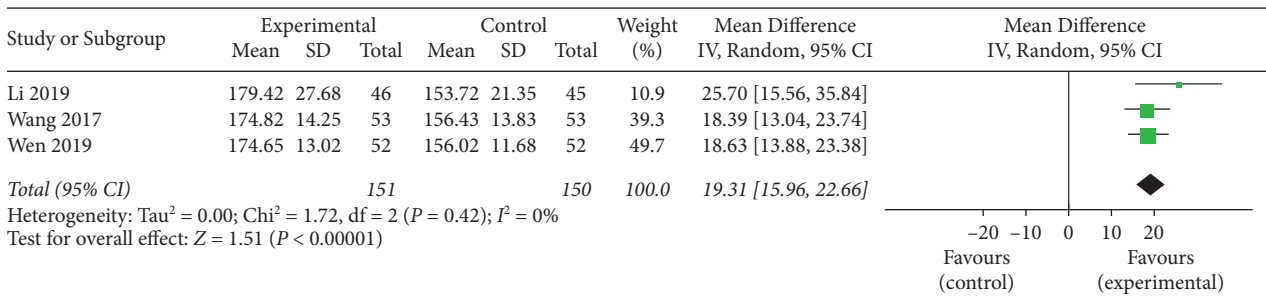 Study or Subgroup Experimental Control Weight (%) Mean Difference IV, Random, 95% CI Mean Difference IV, Random, 95% CI
Mean SD Total Mean SD Total
Li 2019 179.42 27.68 46 153.72 21.35 45 10.9 25.70 [15.56, 35.84]
Wang 2017 174.82 14.25 53 156.43 13.83 53 39.3 18.39 [13.04, 23.74]
Wen 2019 174.65 13.02 52 156.02 11.68 52 49.7 18.63 [13.88, 23.38]
Total (95% CI) 151 150 100.0 19.31 [15.96, 22.66]
Heterogeneity: Tau² = 0.00; Chi² = 1.72, df = 2 (P = 0.42); I² = 0%
Test for overall effect: Z = 1.51 (P < 0.00001)
–20 –10 0 10 20
Favours Favours
(control) (experimental)